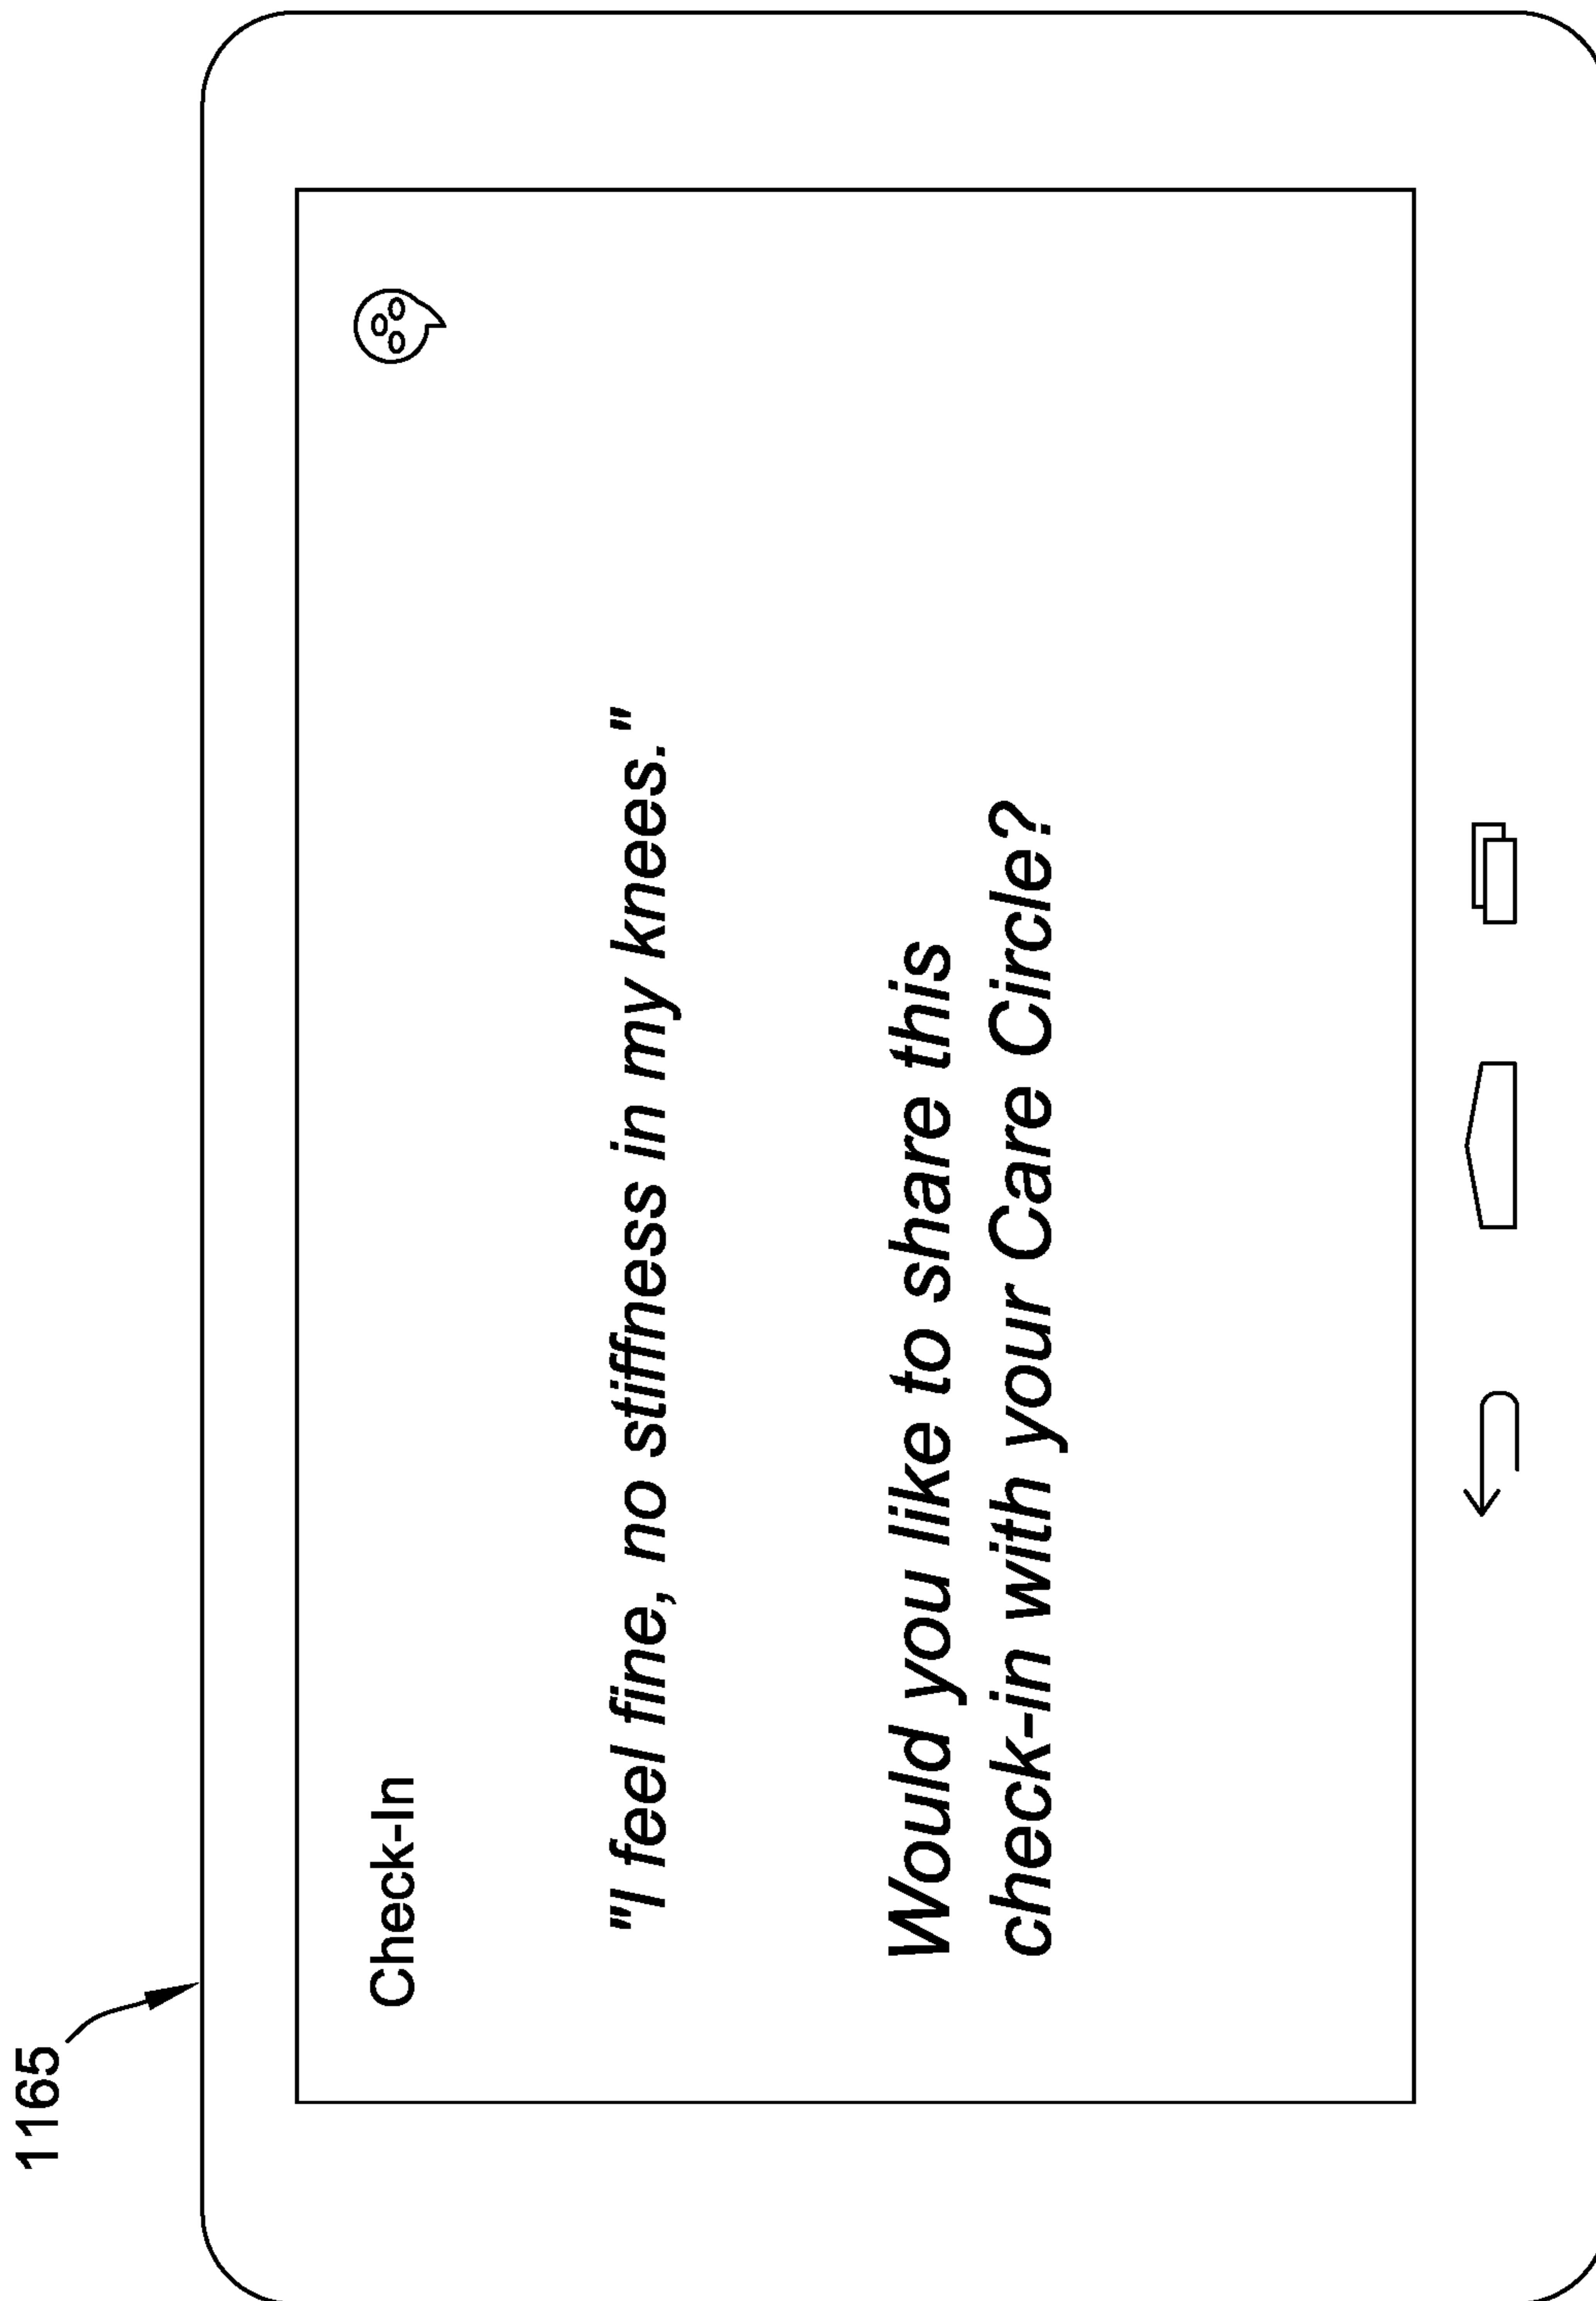 1165
Check-In
"I feel fine, no stiffness in my knees."
Would you like to share this
check-in with your Care Circle?